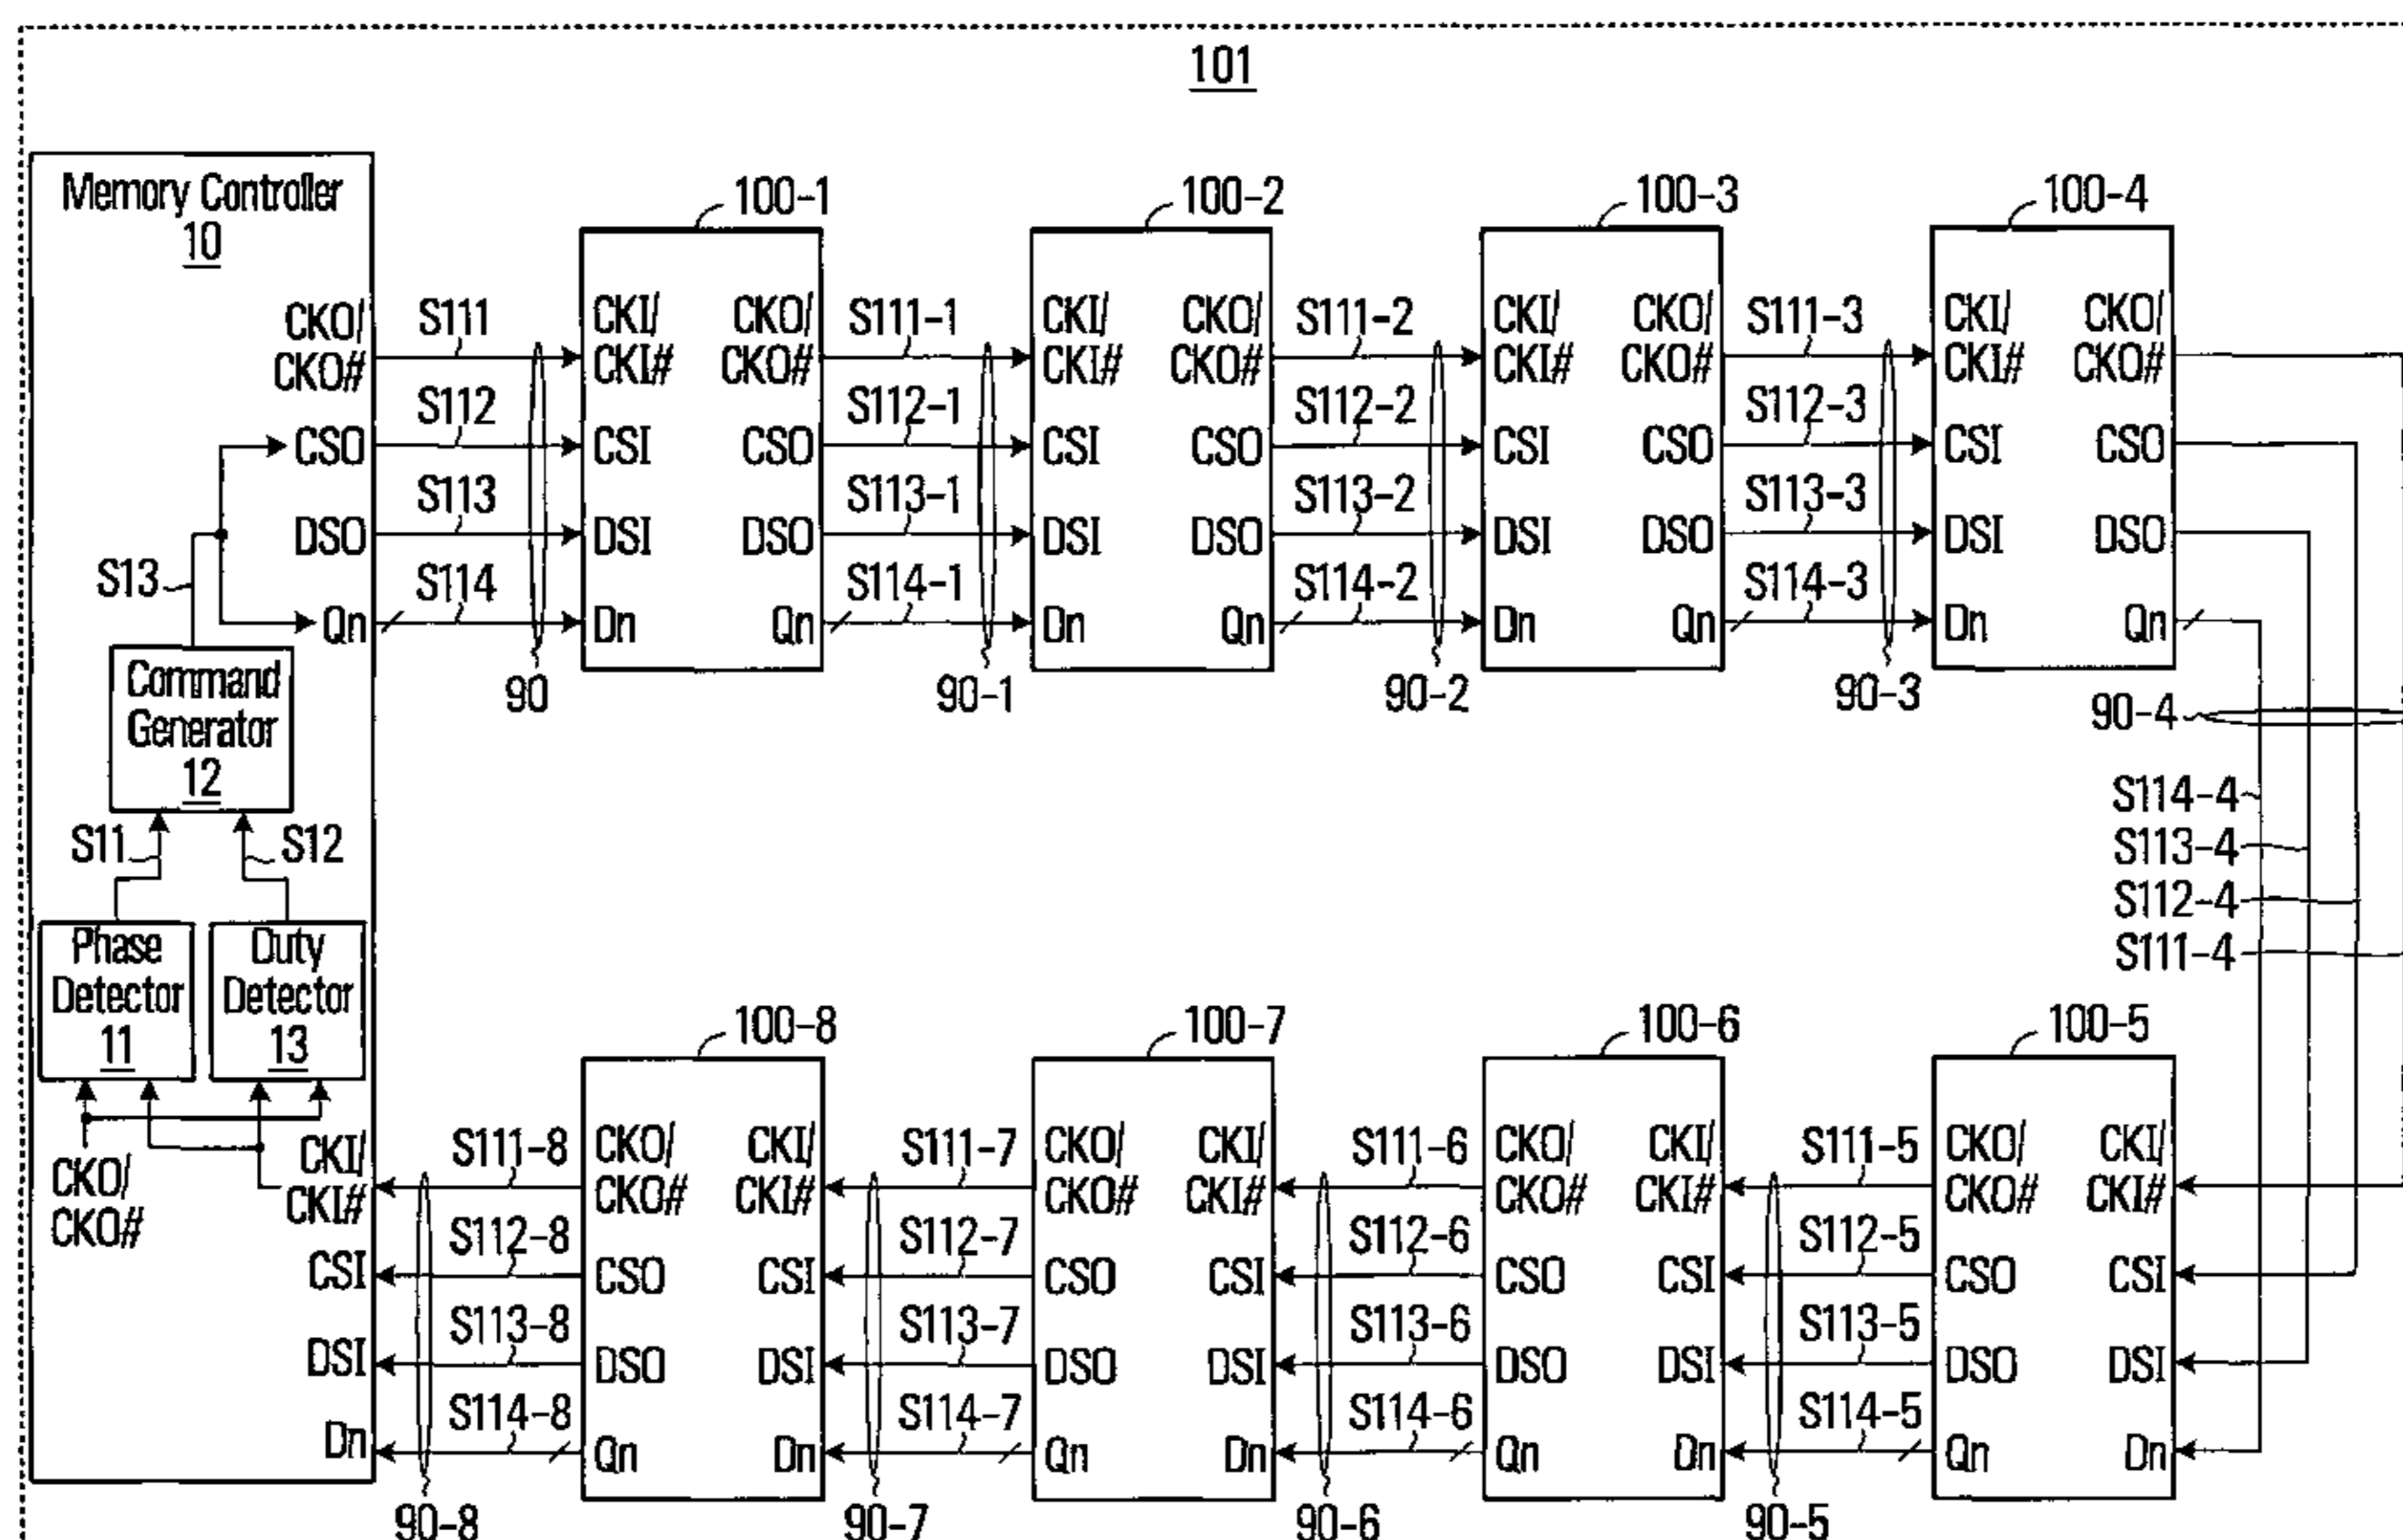 101
Memory Controller
10
100-1
100-2
100-3
100-4
CKO/
CKO#
S111
CKI/
CKI#
CKO/
CKO#
S111-1
CKI/
CKI#
CKO/
CKO#
S111-2
CKI/
CKI#
CKO/
CKO#
S111-3
CKI/
CKI#
CKO/
CKO#
CSO
S112
CSI
CSO
S112-1
CSI
CSO
S112-2
CSI
CSO
S112-3
CSI
CSO
DSO
S113
DSI
DSO
S113-1
DSI
DSO
S113-2
DSI
DSO
S113-3
DSI
DSO
S13
Qn
S114
Dn
Qn
S114-1
Dn
Qn
S114-2
Dn
Qn
S114-3
Dn
Qn
90
90-1
90-2
90-3
90-4
Command
Generator
12
S114-4
S113-4
S112-4
S111-4
S11
S12
Phase
Detector
11
Duty
Detector
13
100-8
100-7
100-6
100-5
CKO/
CKO#
CKI/
CKI#
S111-8
CKO/
CKO#
CKI/
CKI#
S111-7
CKO/
CKO#
CKI/
CKI#
S111-6
CKO/
CKO#
CKI/
CKI#
S111-5
CKO/
CKO#
CKI/
CKI#
CSI
S112-8
CSO
CSI
S112-7
CSO
CSI
S112-6
CSO
CSI
S112-5
CSO
CSI
DSI
S113-8
DSO
DSI
S113-7
DSO
DSI
S113-6
DSO
DSI
S113-5
DSO
DSI
Dn
S114-8
Qn
Dn
S114-7
Qn
Dn
S114-6
Qn
Dn
S114-5
Qn
Dn
90-8
90-7
90-6
90-5